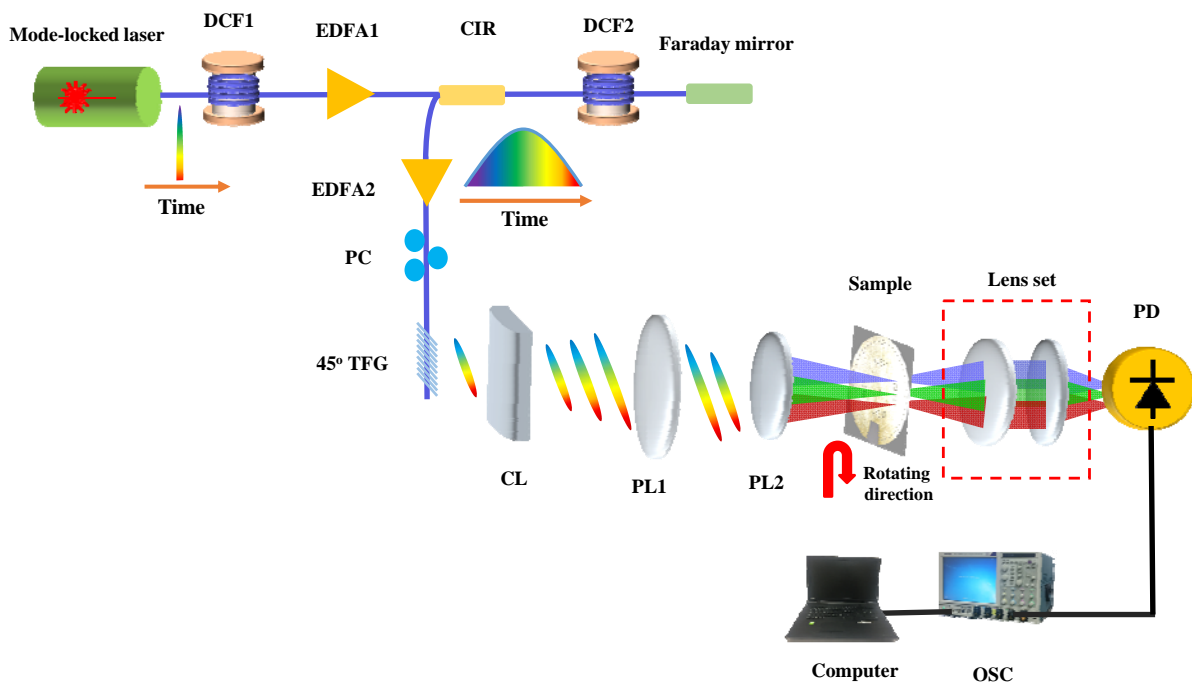 Mode-locked laser
DCF1
EDFA1
CIR
DCF2
Faraday mirror
Time
EDFA2
Time
PC
45° TFG
CL
PL1
PL2
Sample
Rotating
direction
Lens set
PD
Computer
OSC